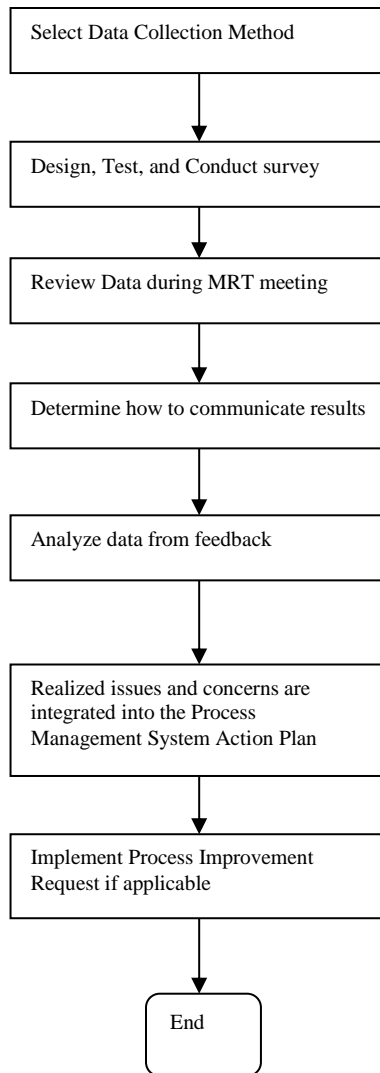 Select Data Collection Method
Design, Test, and Conduct survey
Review Data during MRT meeting
Determine how to communicate results
Analyze data from feedback
Realized issues and concerns are
integrated into the Process
Management System Action Plan
Implement Process Improvement
Request if applicable
End